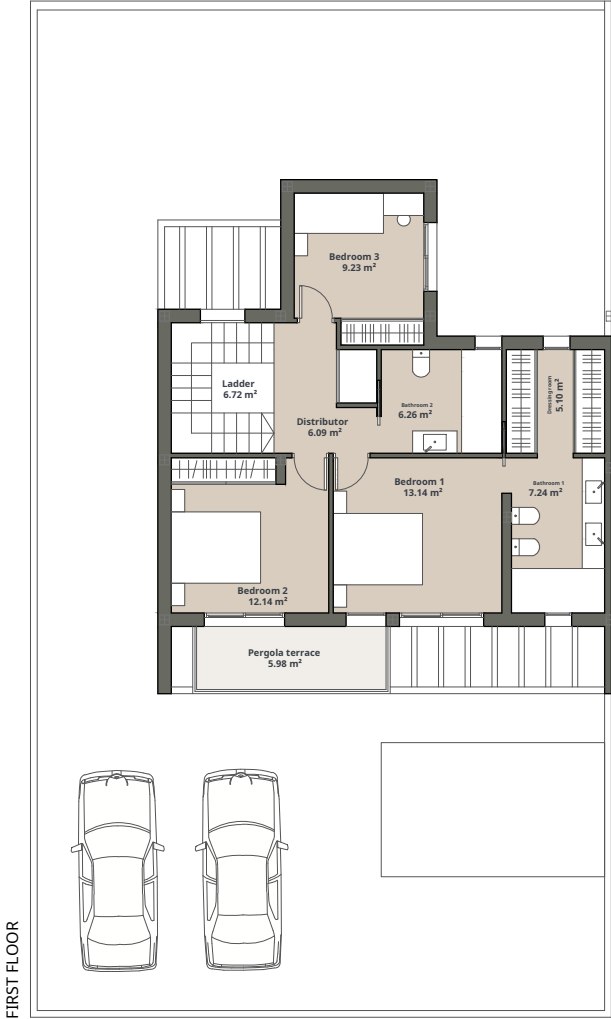 Bedroom 3
9.23 m²
Ladder
6.72 m²
Distributor
6.09 m²
Bathroom 2
6.26 m²
Dressing room
5.10 m²
Bedroom 1
13.14 m²
Bathroom 1
7.24 m²
Bedroom 2
12.14 m²
Pergola terrace
5.98 m²
FIRST FLOOR